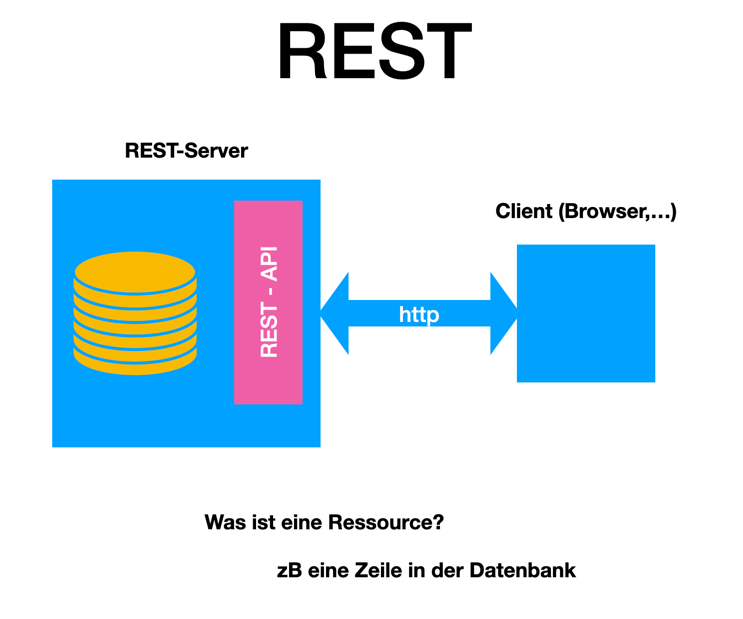 REST
REST-Server
Client (Browser,...)
REST - API
http
Was ist eine Ressource?
zB eine Zeile in der Datenbank